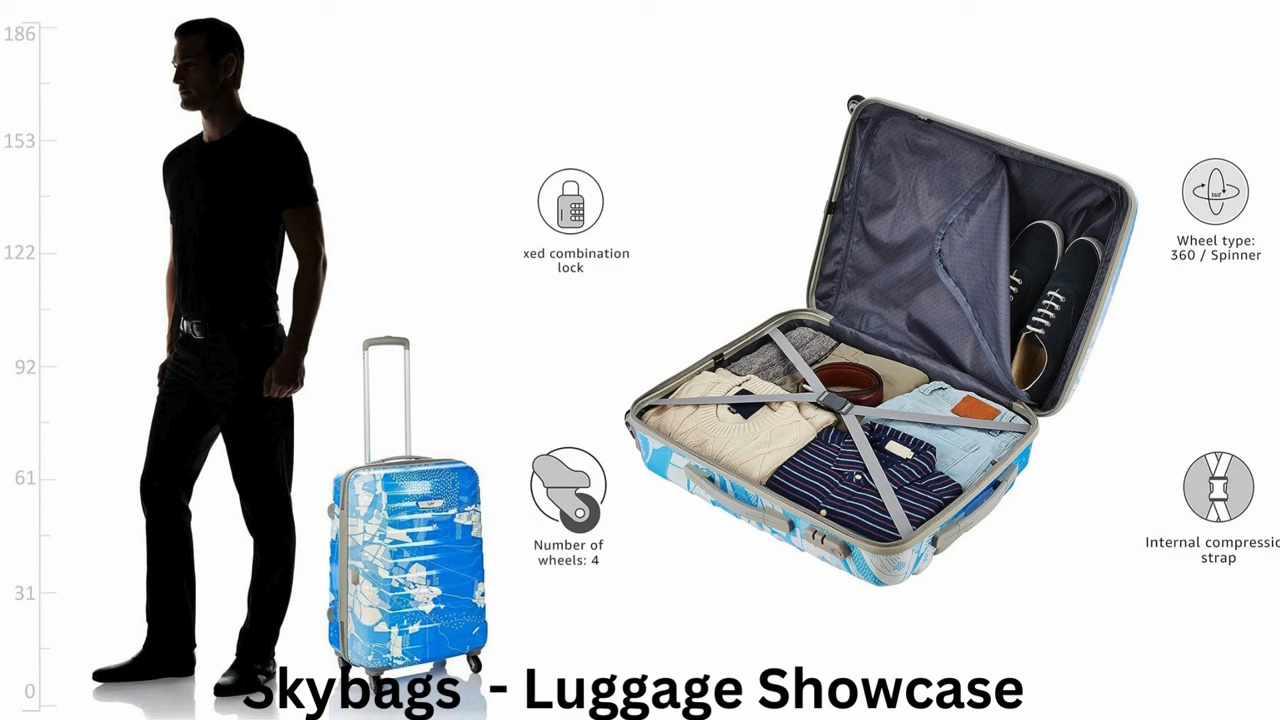 186
153
122
92
61
31
0
xed combination
lock
Number of
wheels: 4
360°
Wheel type:
360 / Spinner
Internal compressic
strap
Skybags - Luggage Showcase